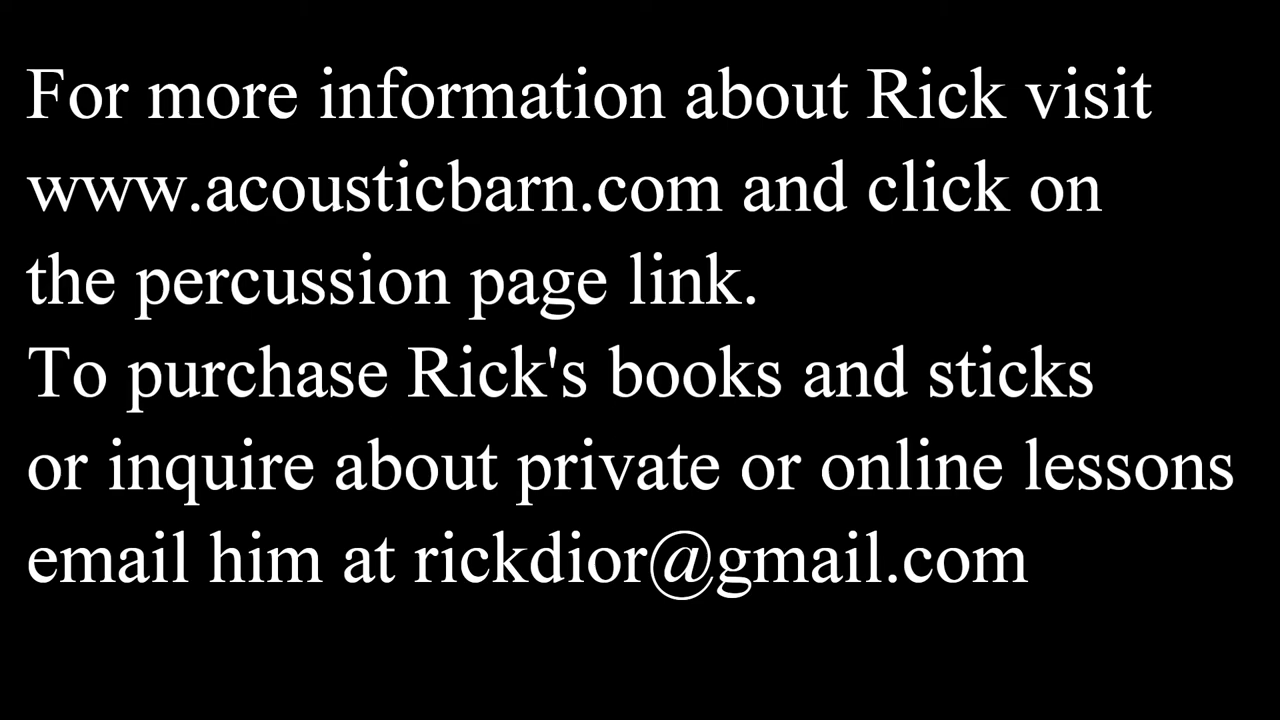 For more information about Rick visit
www.acousticbarn.com and click on
the percussion page link.
To purchase Rick's books and sticks
or inquire about private or online lessons
email him at rickdior@gmail.com